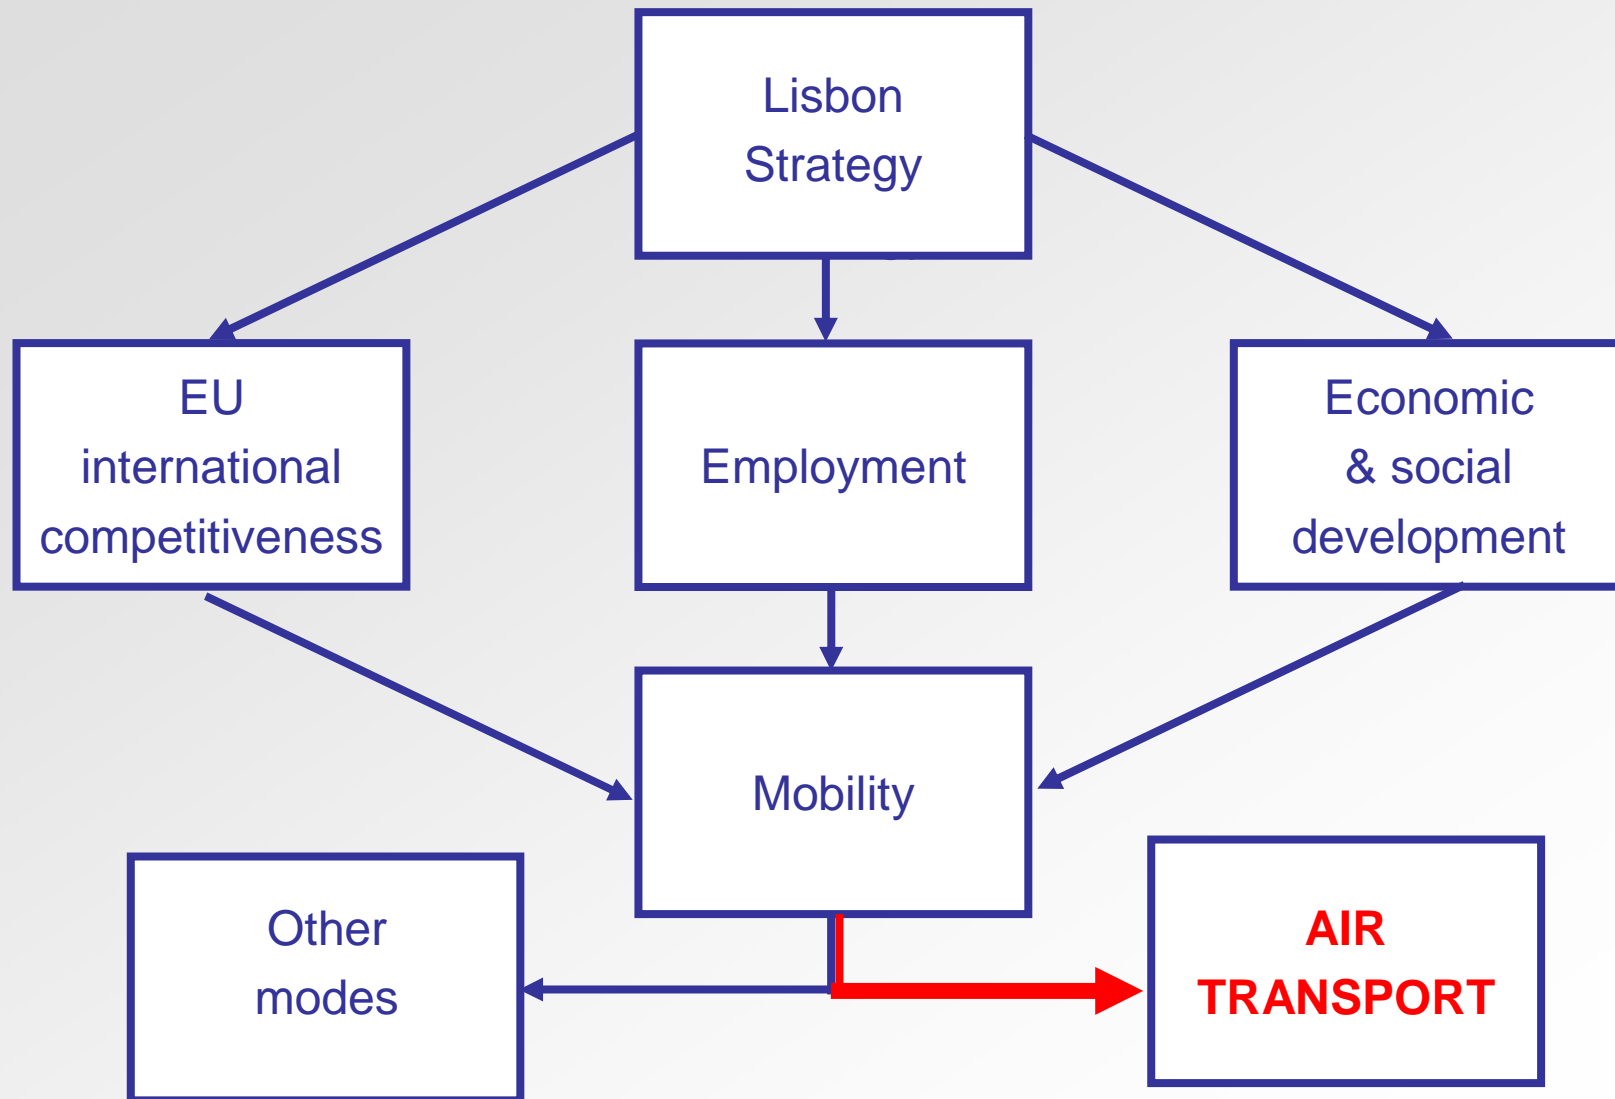 Lisbon
Strategy
EU
international
competitiveness
Employment
Economic
& social
development
Mobility
Other
modes
AIR
TRANSPORT